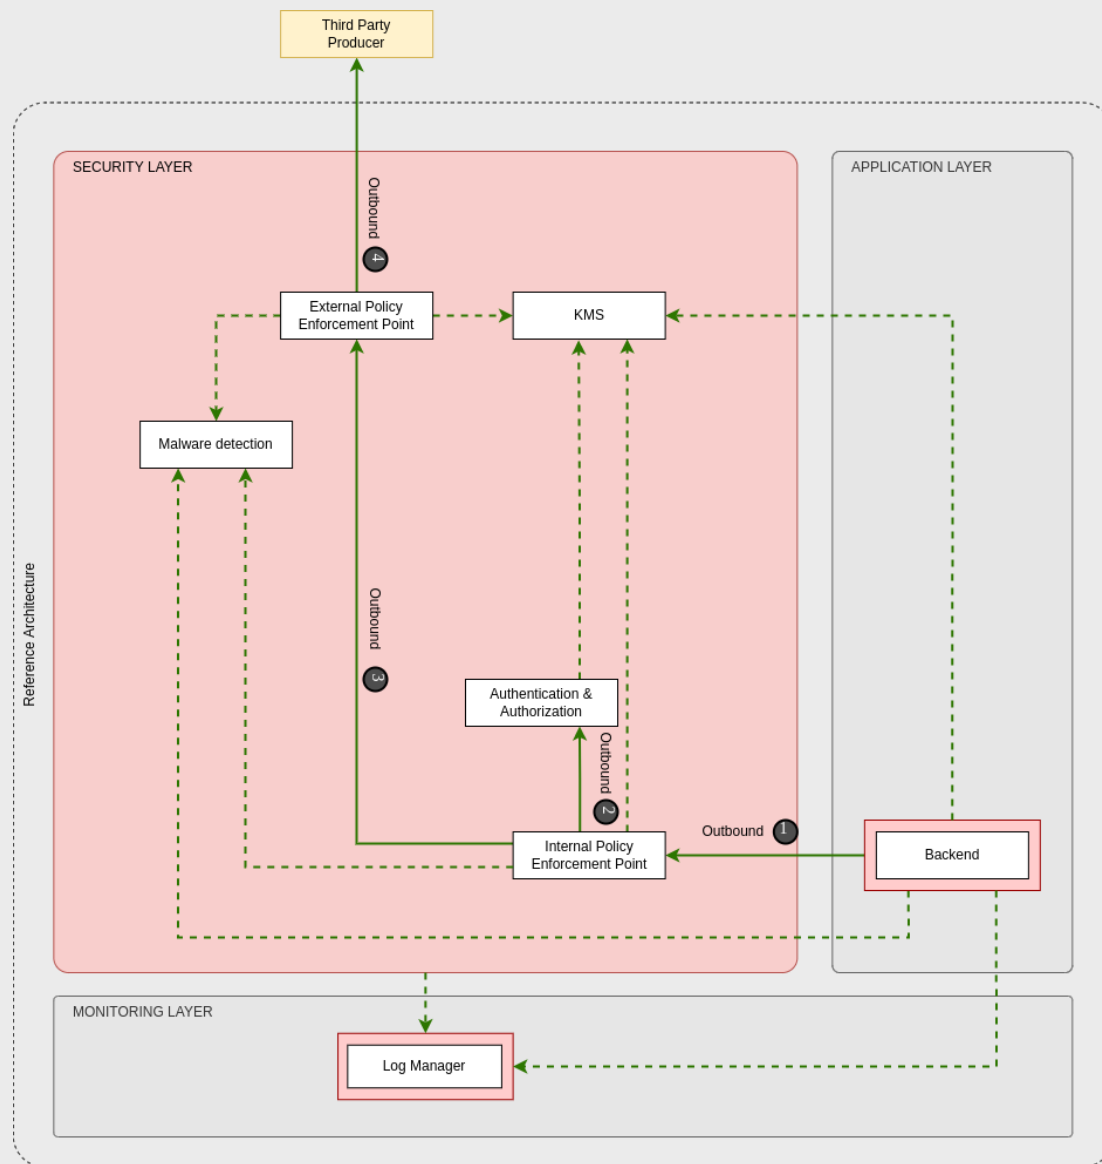 Third Party
Producer
SECURITY LAYER
APPLICATION LAYER
Outbound
4
External Policy
Enforcement Point
KMS
Malware detection
Reference Architecture
Outbound
3
Authentication &
Authorization
Outbound
2
Outbound
1
Internal Policy
Enforcement Point
Backend
MONITORING LAYER
Log Manager